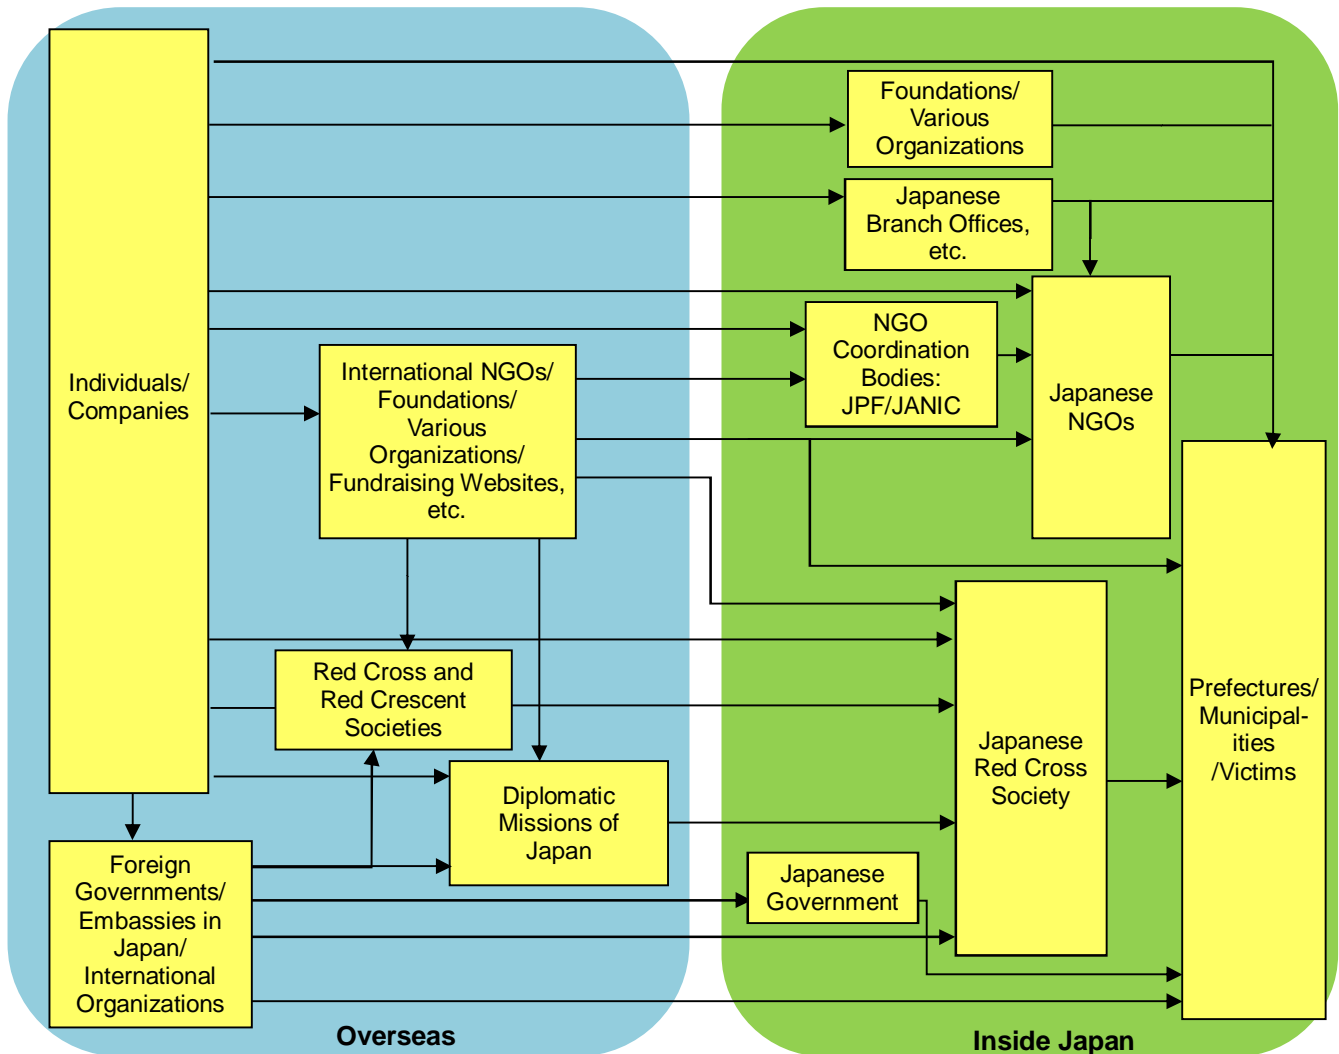 Individuals/
Companies
Foundations/
Various
Organizations
Japanese
Branch Offices,
etc.
NGO
Coordination
Bodies:
JPF/JANIC
International NGOs/
Foundations/
Various
Organizations/
Fundraising Websites,
etc.
Japanese
NGOs
Red Cross and
Red Crescent
Societies
Japanese
Red Cross
Society
Prefectures/
Municipal-
ities
/Victims
Diplomatic
Missions of
Japan
Foreign
Governments/
Embassies in
Japan/
International
Organizations
Japanese
Government
Overseas
Inside Japan